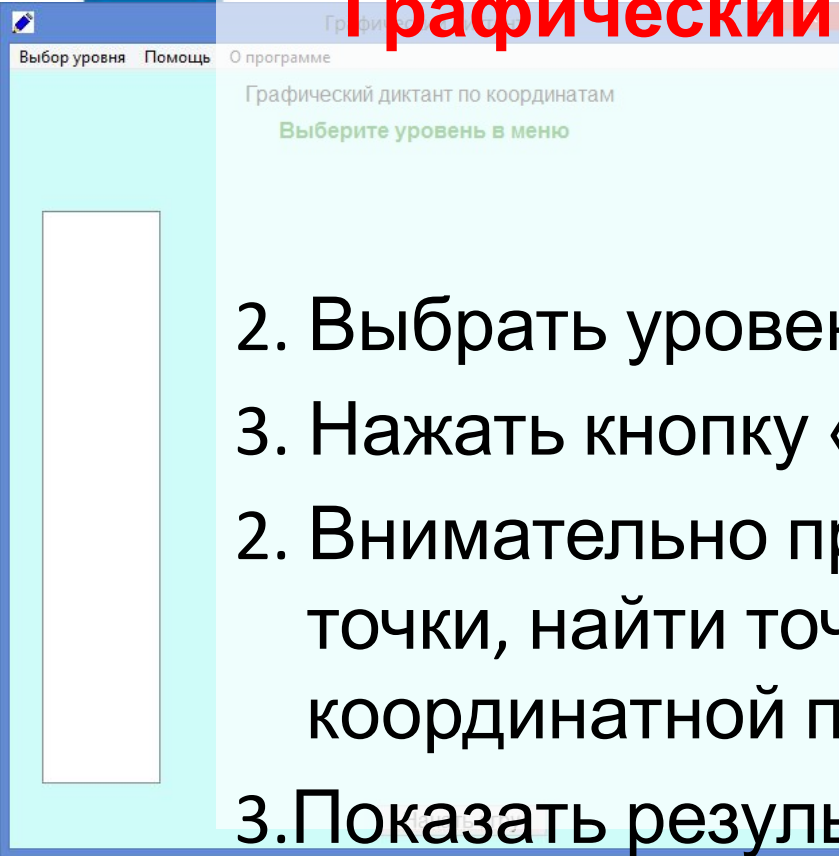 Графический
Выбор уровня Помощь О программе
Графический диктант по координатам
Выберите уровень в меню
2. Выбрать уровен
3. Нажать кнопку «
2. Внимательно пр
точки, найти точ
координатной п
3.Показать резуль